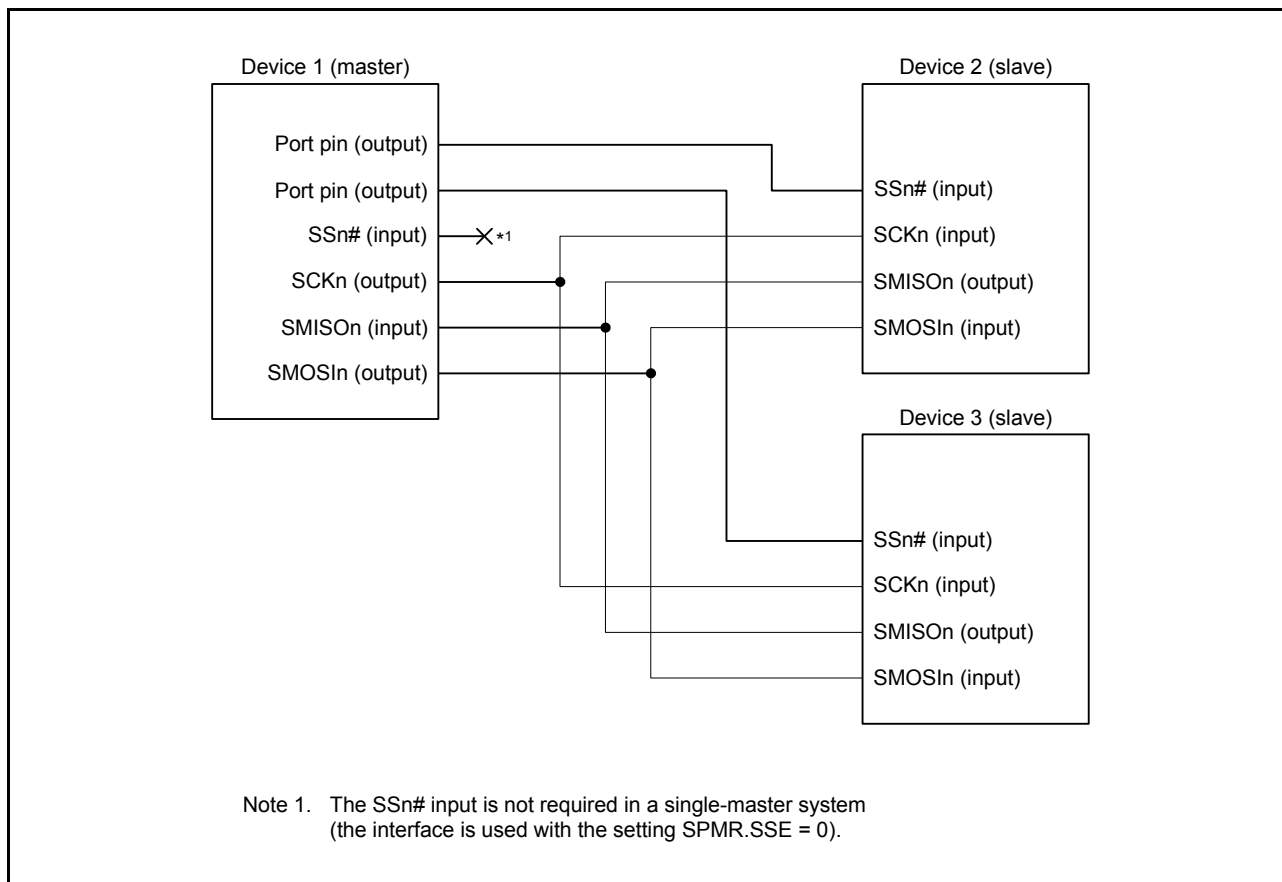 Device 1 (master)
Port pin (output)
Port pin (output)
SSn# (input)
*1
SCKn (output)
SMISOn (input)
SMOSIn (output)
Device 2 (slave)
SSn# (input)
SCKn (input)
SMISOn (output)
SMOSIn (input)
Device 3 (slave)
SSn# (input)
SCKn (input)
SMISOn (output)
SMOSIn (input)
Note 1. The SSn# input is not required in a single-master system
(the interface is used with the setting SPMR.SSE = 0).